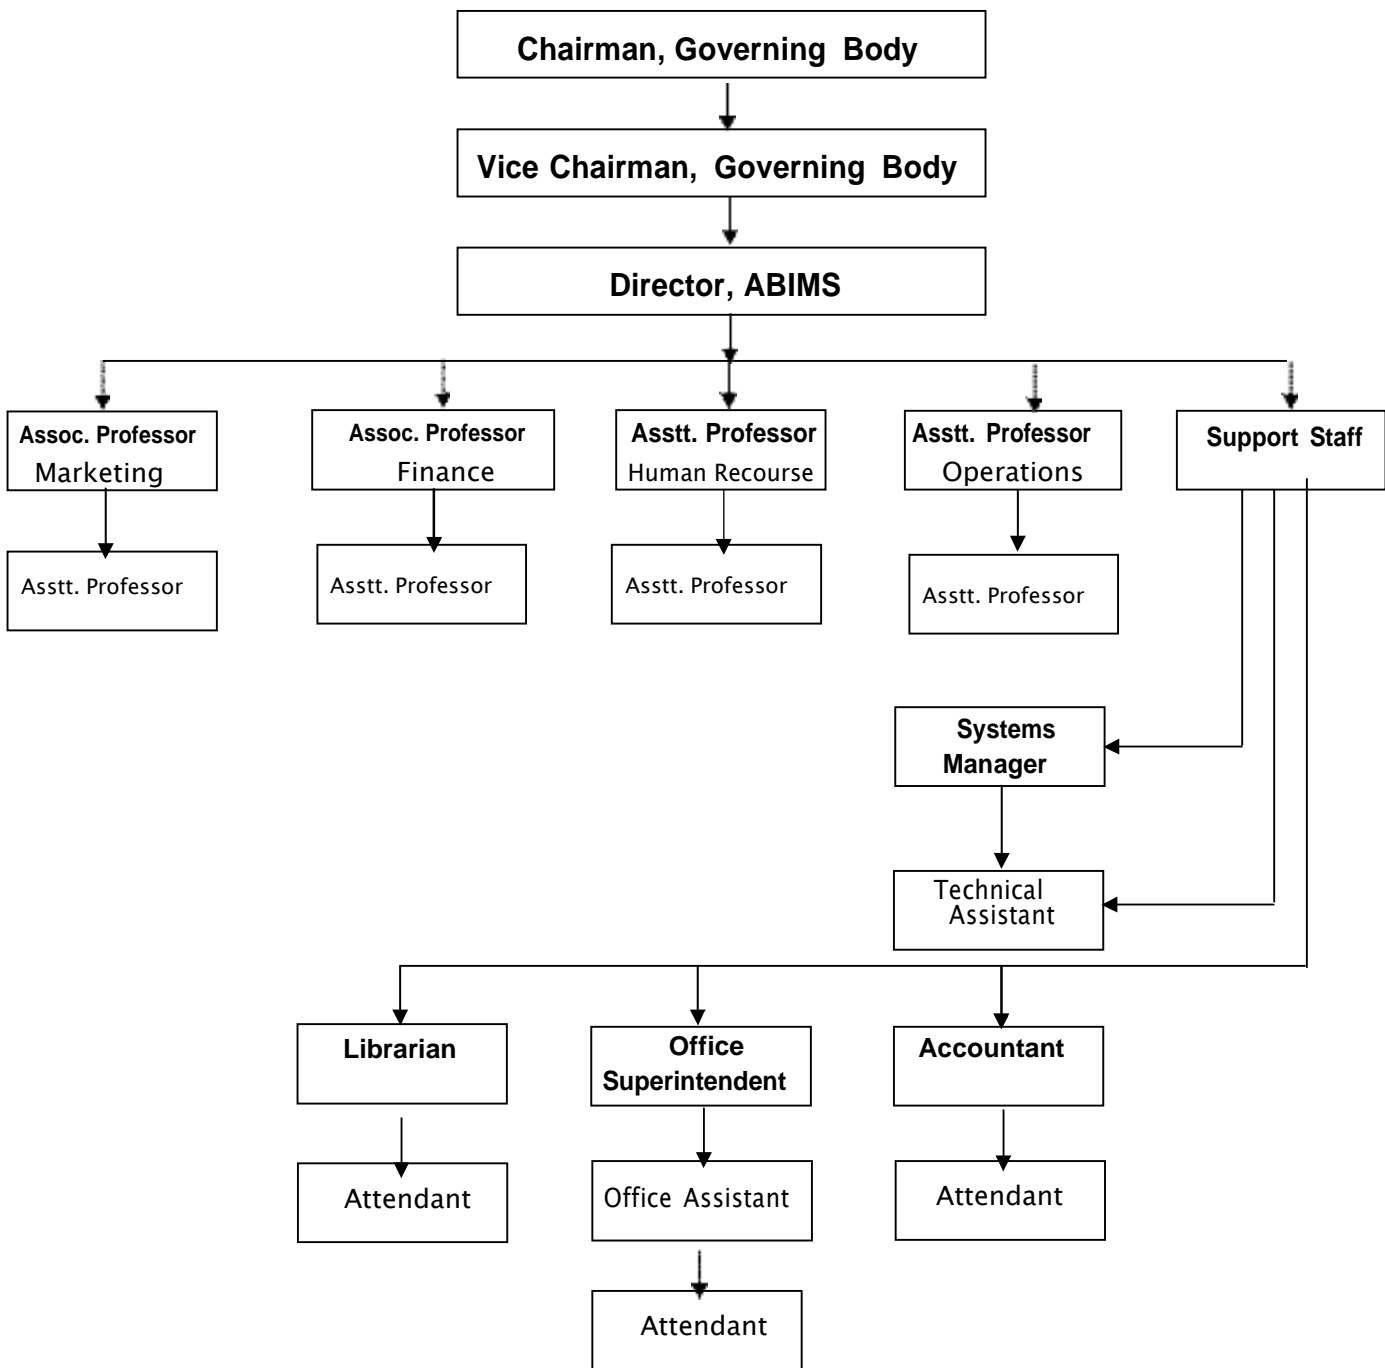 Chairman, Governing Body
Vice Chairman, Governing Body
Director, ABIMS
Assoc. Professor
Marketing
Assoc. Professor
Finance
Asstt. Professor
Human Recourse
Asstt. Professor
Operations
Support Staff
Asstt. Professor
Asstt. Professor
Asstt. Professor
Asstt. Professor
Systems
Manager
Technical
Assistant
Librarian
Office
Superintendent
Accountant
Attendant
Office Assistant
Attendant
Attendant